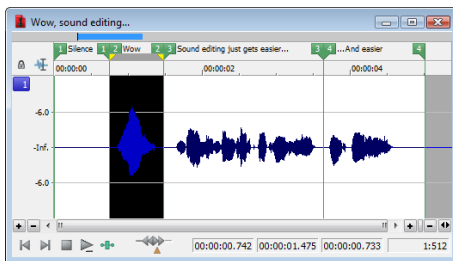 Wow, sound editing...
1 Silence 1 2 Wow 2 3 Sound editing just gets easier... 3 4 ...And easier 4
00:00:00 ,00:00:02 ,00:00:04
1
-6.0
-Inf.
-6.0
00:00:00.742 00:00:01.475 00:00:00.733 1:512